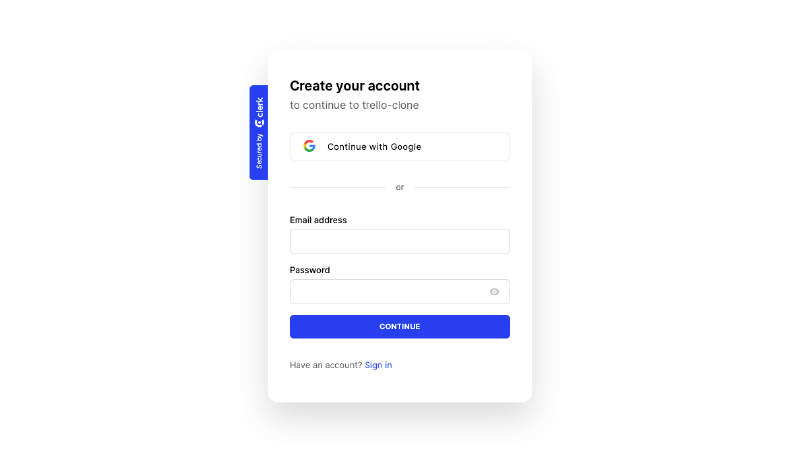 Create your account
to continue to trello-clone
Secured by clerk
Continue with Google
or
Email address
Password
CONTINUE
Have an account? Sign in